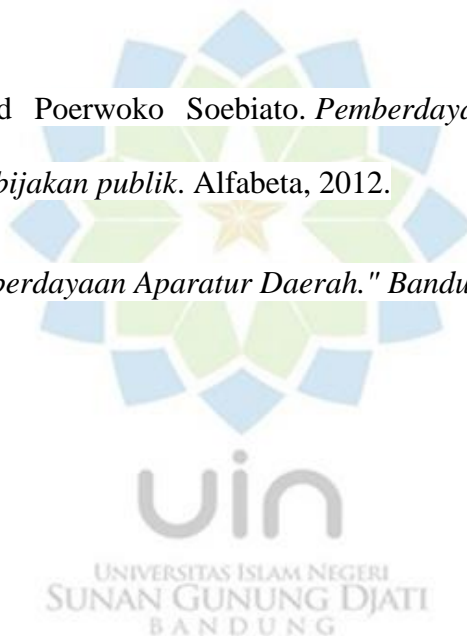 d Poerwoko Soebiato. Pemberdaya
bijakan publik. Alfabeta, 2012.
berdayaan Aparatur Daerah." Bandu
uin
UNIVERSITAS ISLAM NEGERI
SUNAN GUNUNG DJATI
BANDUNG